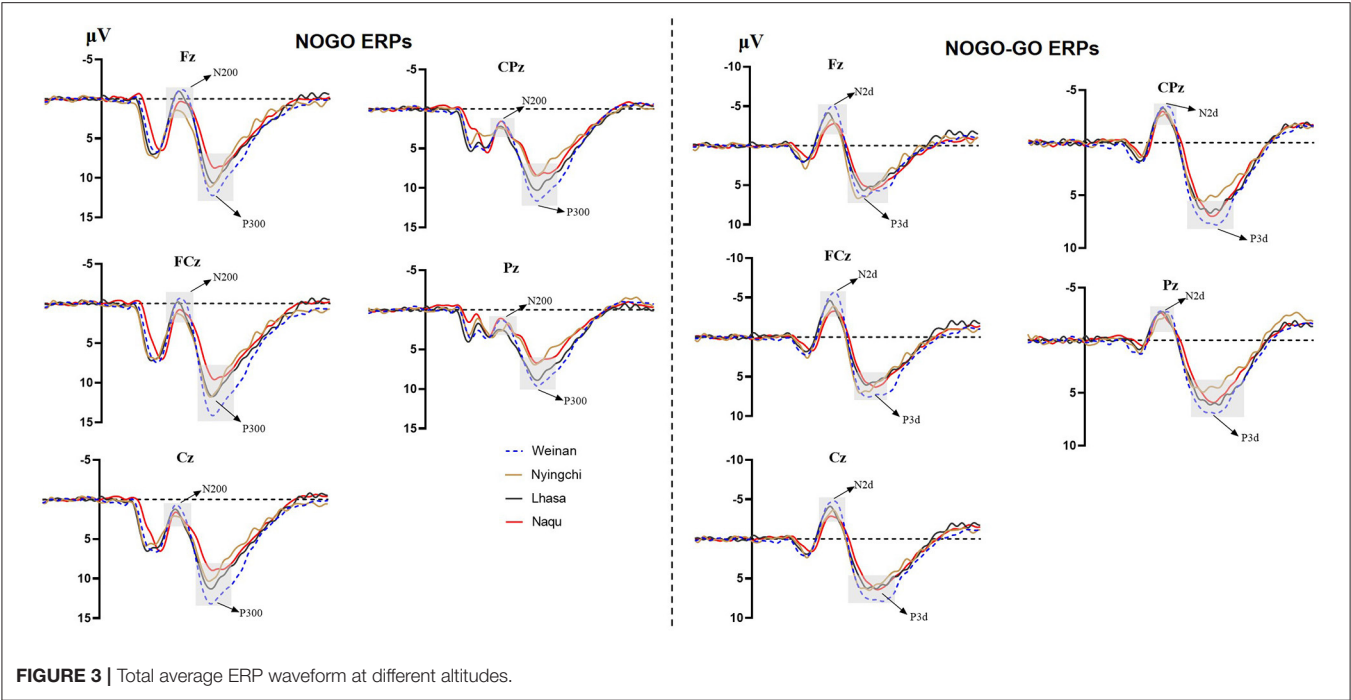 NOGO ERPs
NOGO-GO ERPs
µV
Fz
-5
5
10
15
N200
P300
CPz
-5
5
10
15
N200
P300
FCz
-5
5
10
15
N200
P300
Pz
-5
5
10
15
N200
P300
Cz
-5
5
10
15
N200
P300
Weinan
Nyingchi
Lhasa
Naqu
µV
Fz
-10
-5
5
10
N2d
P3d
CPz
-5
5
10
N2d
P3d
FCz
-10
-5
5
10
N2d
P3d
Pz
-5
5
10
N2d
P3d
Cz
-10
-5
5
10
N2d
P3d
FIGURE 3 | Total average ERP waveform at different altitudes.